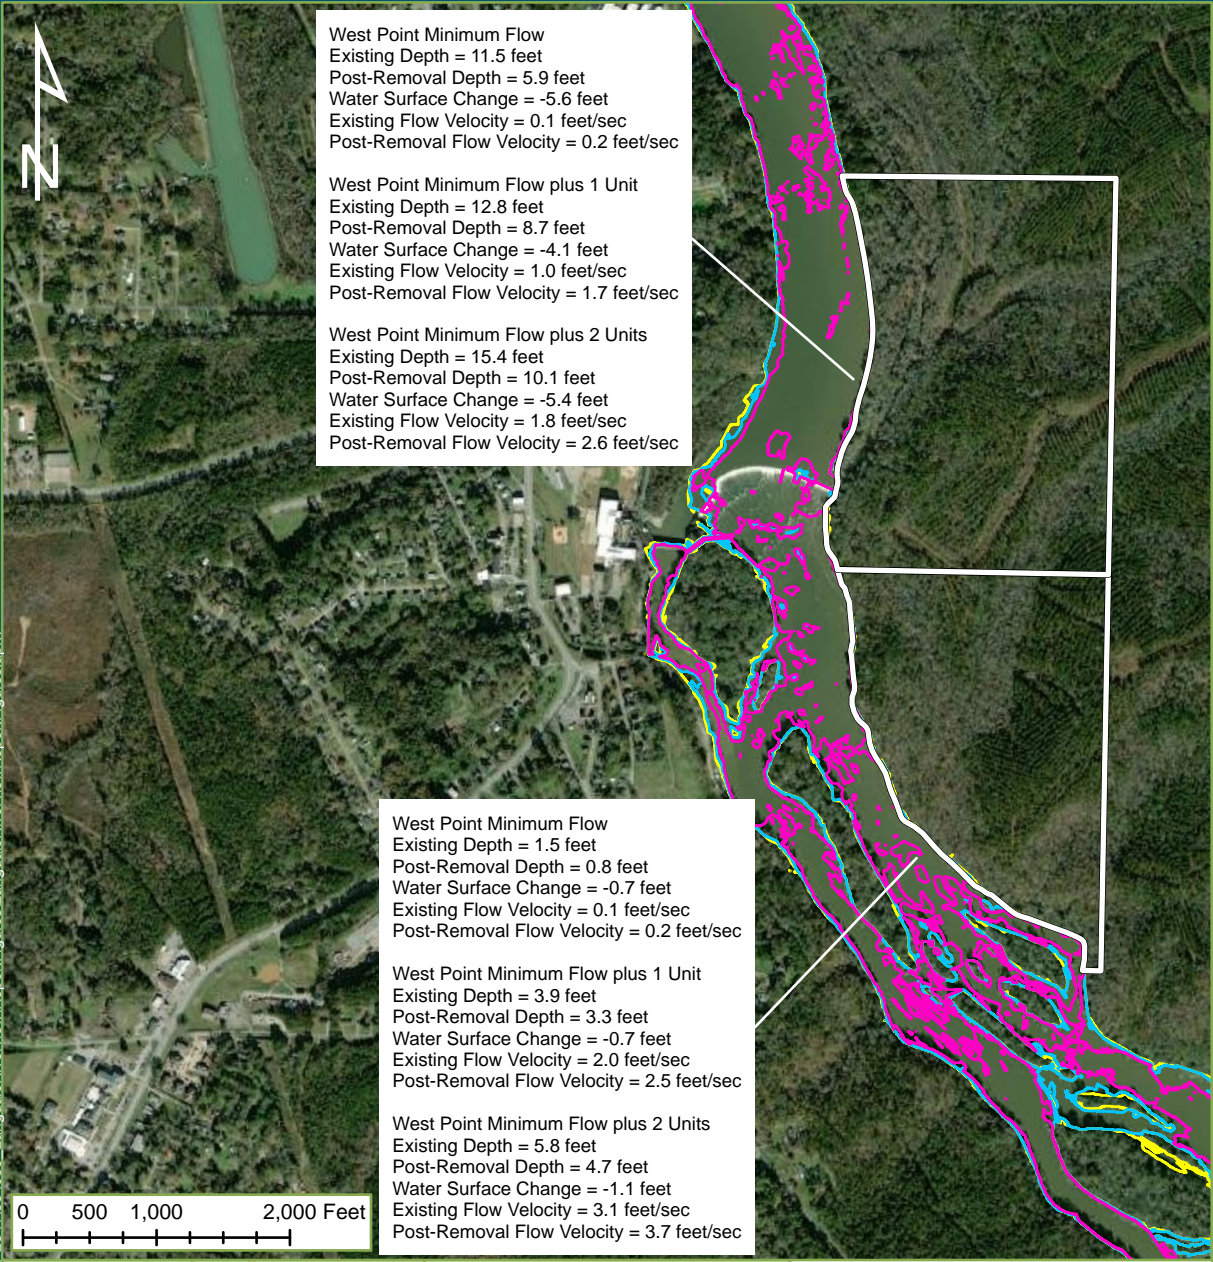 N
West Point Minimum Flow
Existing Depth = 11.5 feet
Post-Removal Depth = 5.9 feet
Water Surface Change = -5.6 feet
Existing Flow Velocity = 0.1 feet/sec
Post-Removal Flow Velocity = 0.2 feet/sec
West Point Minimum Flow plus 1 Unit
Existing Depth = 12.8 feet
Post-Removal Depth = 8.7 feet
Water Surface Change = -4.1 feet
Existing Flow Velocity = 1.0 feet/sec
Post-Removal Flow Velocity = 1.7 feet/sec
West Point Minimum Flow plus 2 Units
Existing Depth = 15.4 feet
Post-Removal Depth = 10.1 feet
Water Surface Change = -5.4 feet
Existing Flow Velocity = 1.8 feet/sec
Post-Removal Flow Velocity = 2.6 feet/sec
West Point Minimum Flow
Existing Depth = 1.5 feet
Post-Removal Depth = 0.8 feet
Water Surface Change = -0.7 feet
Existing Flow Velocity = 0.1 feet/sec
Post-Removal Flow Velocity = 0.2 feet/sec
West Point Minimum Flow plus 1 Unit
Existing Depth = 3.9 feet
Post-Removal Depth = 3.3 feet
Water Surface Change = -0.7 feet
Existing Flow Velocity = 2.0 feet/sec
Post-Removal Flow Velocity = 2.5 feet/sec
West Point Minimum Flow plus 2 Units
Existing Depth = 5.8 feet
Post-Removal Depth = 4.7 feet
Water Surface Change = -1.1 feet
Existing Flow Velocity = 3.1 feet/sec
Post-Removal Flow Velocity = 3.7 feet/sec
0 500 1,000 2,000 Feet